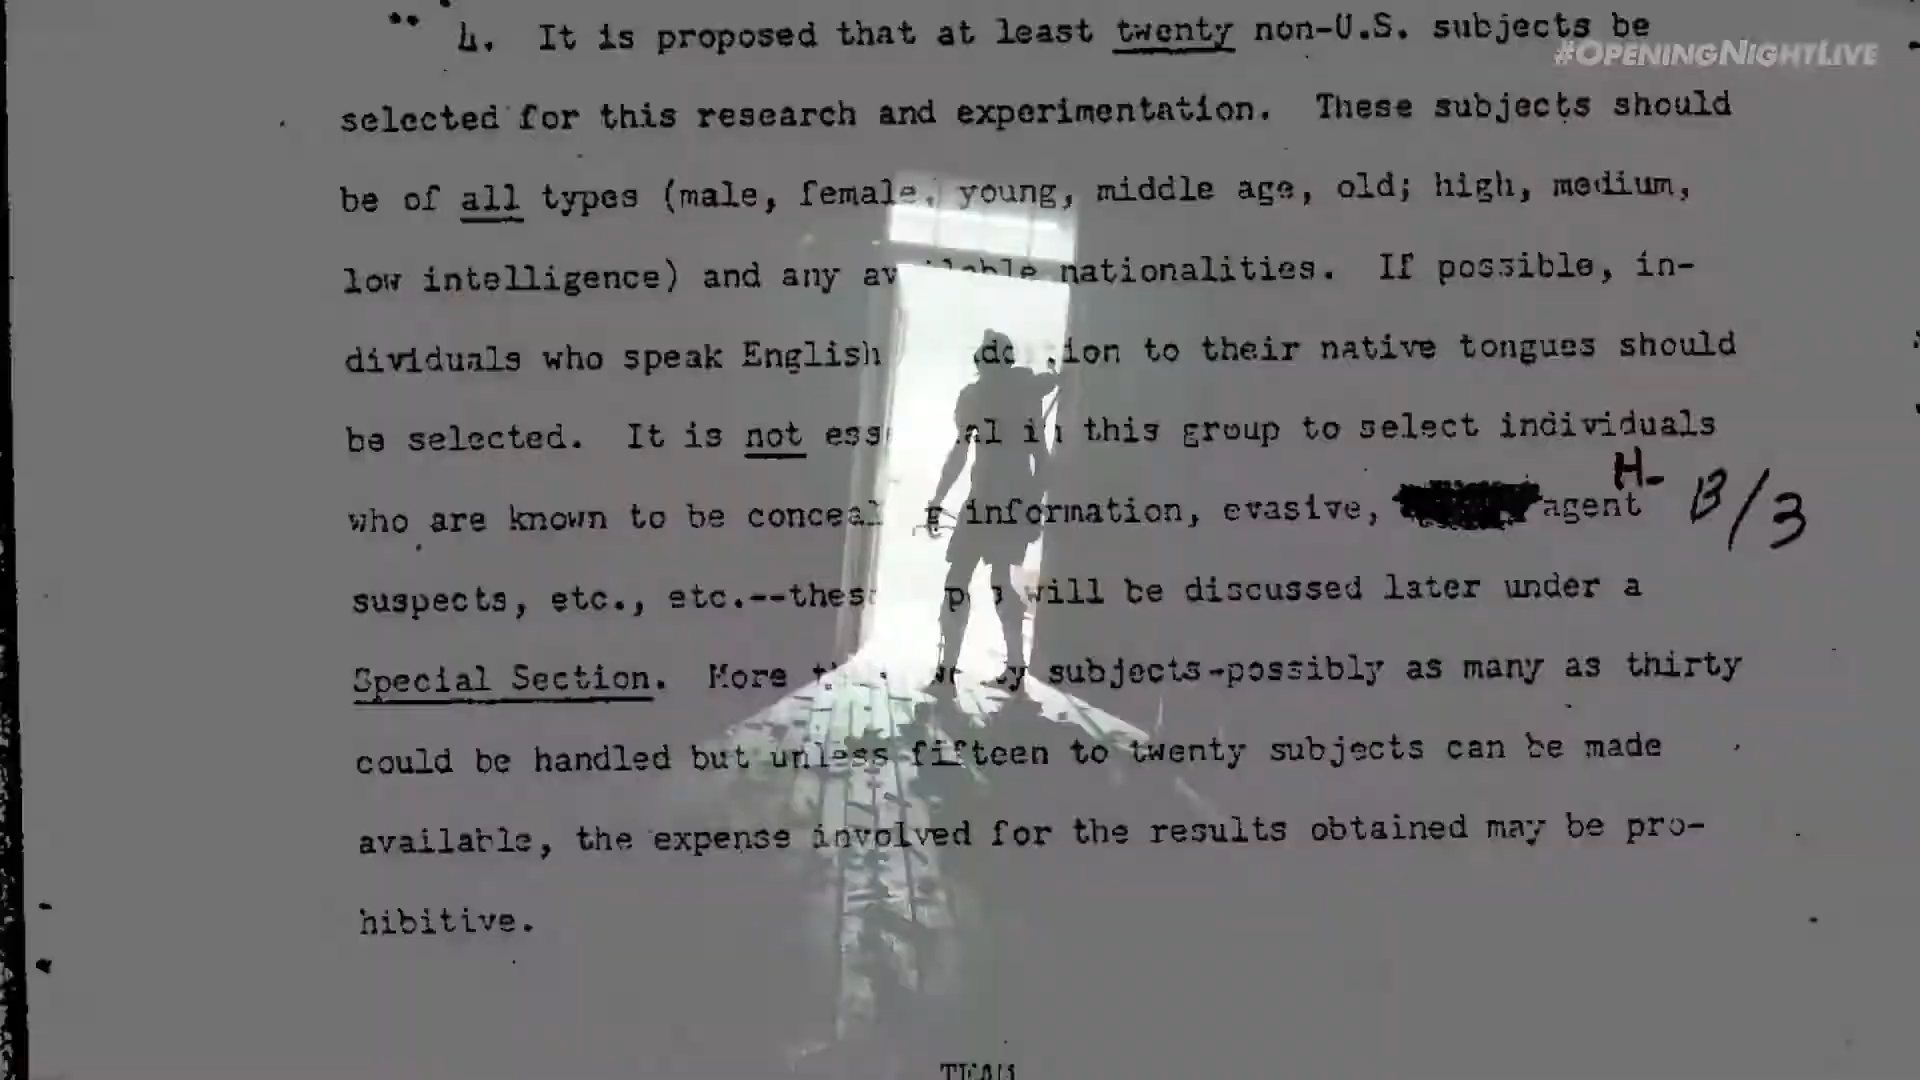 4. It is proposed that at least twenty non-U.S. subjects be
#OPENINGNIGHTLIVE
selected for this research and experimentation. These subjects should
be of all types (male, female, young, middle age, old; high, medium,
low intelligence) and any available nationalities. If possible, in-
dividuals who speak English ion to their native tongues should
be selected. It is not in this group to select individuals
who are known to be information, evasive, agent H-B/3
suspects, etc., etc.-- will be discussed later under a
Special Section. More subjects-possibly as many as thirty
could be handled but unless fifteen to twenty subjects can be made
available, the expense involved for the results obtained may be pro-
hibitive.